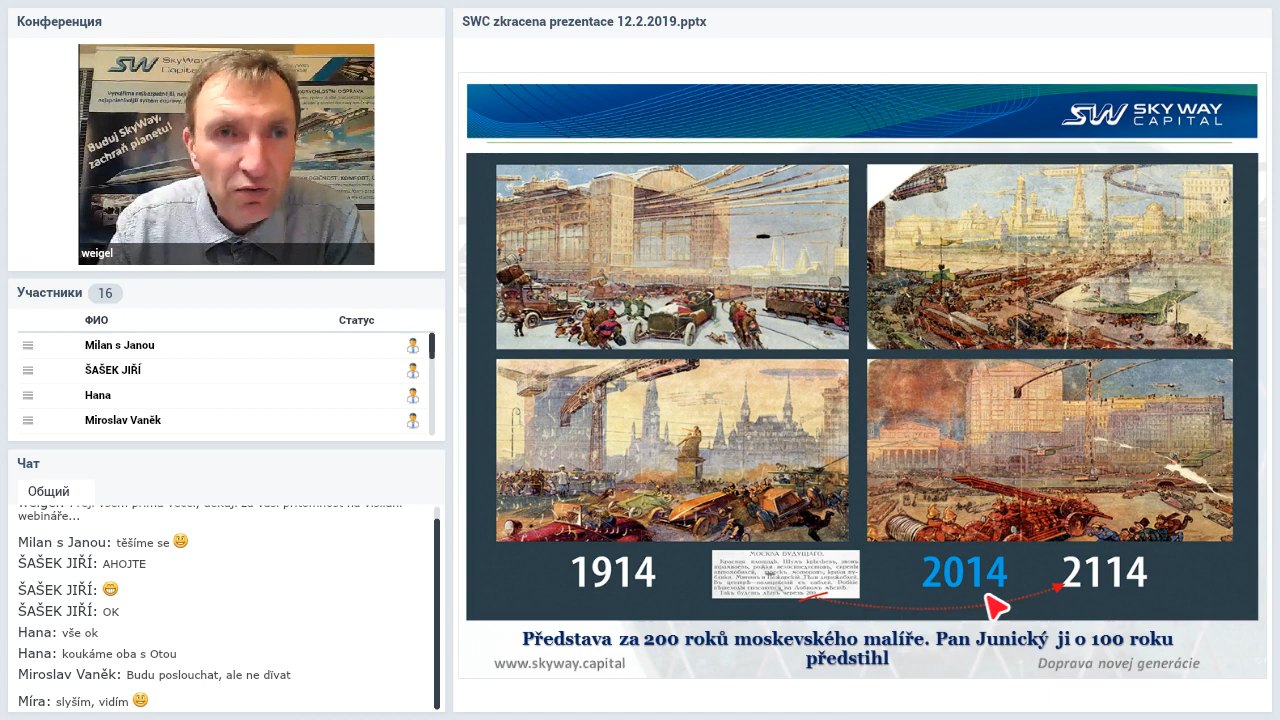 Конференция
SW SkyWay Capital
Buduj SkyWay,
zachraň planetu!
weigel
Участники 16
ФИО Статус
Milan s Janou
ŠAŠEK JIŘÍ
Hana
Miroslav Vaněk
Чат
Общий
webináře...
Milan s Janou: těšíme se
ŠAŠEK JIŘÍ: AHOJTE
ŠAŠEK JIŘÍ:
ŠAŠEK JIŘÍ: OK
Hana: vše ok
Hana: koukáme oba s Otou
Miroslav Vaněk: Budu poslouchat, ale ne dívat
Míra: slyším, vidím
SWC zkracena prezentace 12.2.2019.pptx
SW SKY WAY
CAPITAL
1914
МОСКВА БУДУЩАГО.
2014
2114
Představa za 200 roků moskevského malíře. Pan Junický ji o 100 roku
předstihl
www.skyway.capital
Doprava novej generácie